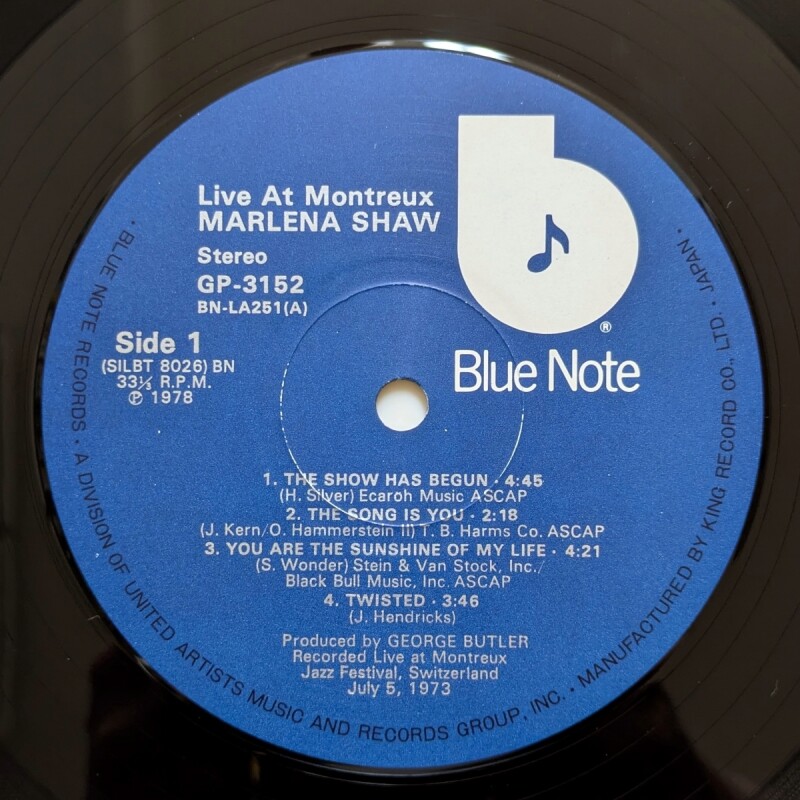 Live At Montreux
MARLENA SHAW
Stereo
GP-3152
BN-LA251(A)
Side 1
(SILBT 8026) BN
33⅓ R.P.M.
℗ 1978
®
Blue Note
1. THE SHOW HAS BEGUN · 4:45
(H. Silver) Ecaroh Music ASCAP
2. THE SONG IS YOU · 2:18
(J. Kern/O. Hammerstein II) T. B. Harms Co. ASCAP
3. YOU ARE THE SUNSHINE OF MY LIFE · 4:21
(S. Wonder) Stein & Van Stock, Inc./
Black Bull Music, Inc. ASCAP
4. TWISTED · 3:46
(J. Hendricks)
Produced by GEORGE BUTLER
Recorded Live at Montreux
Jazz Festival, Switzerland
July 5, 1973
· BLUE NOTE RECORDS · A DIVISION OF UNITED ARTISTS MUSIC AND RECORDS GROUP, INC. · MANUFACTURED BY KING RECORD CO., LTD. · JAPAN ·